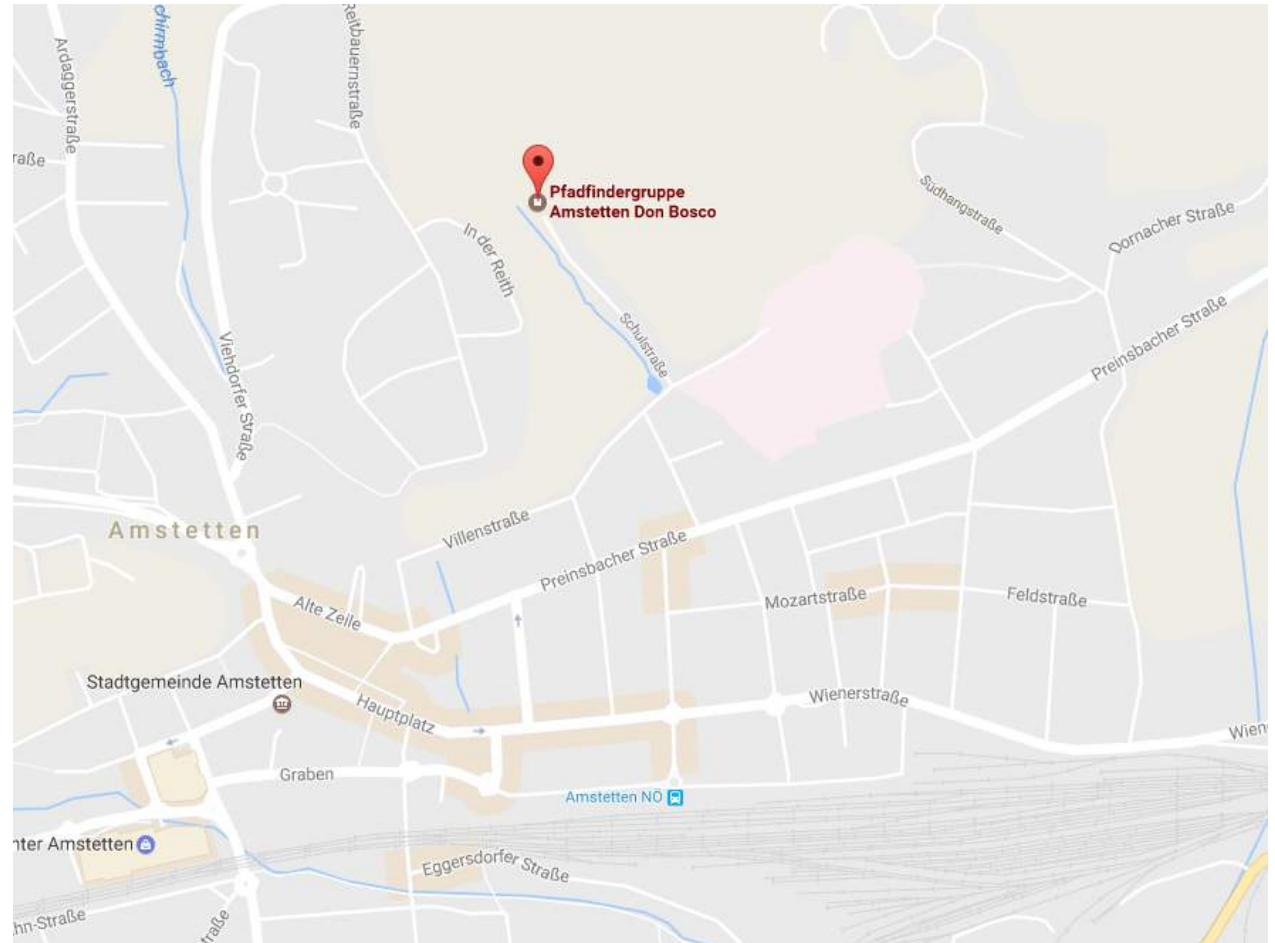 chirmbach
Ardaggerstraße
Reitbauernstraße
raße
Pfadfindergruppe
Amstetten Don Bosco
Südhangstraße
Dornacher Straße
In der Reith
Schulstraße
Preinsbacher Straße
Viehdorfer Straße
Amstetten
Villenstraße
Preinsbacher Straße
Alte Zeile
Mozartstraße
Feldstraße
Stadtgemeinde Amstetten
Hauptplatz
Wienerstraße
Wien
Graben
Amstetten NÖ
nter Amstetten
Eggersdorfer Straße
hn-Straße
traße